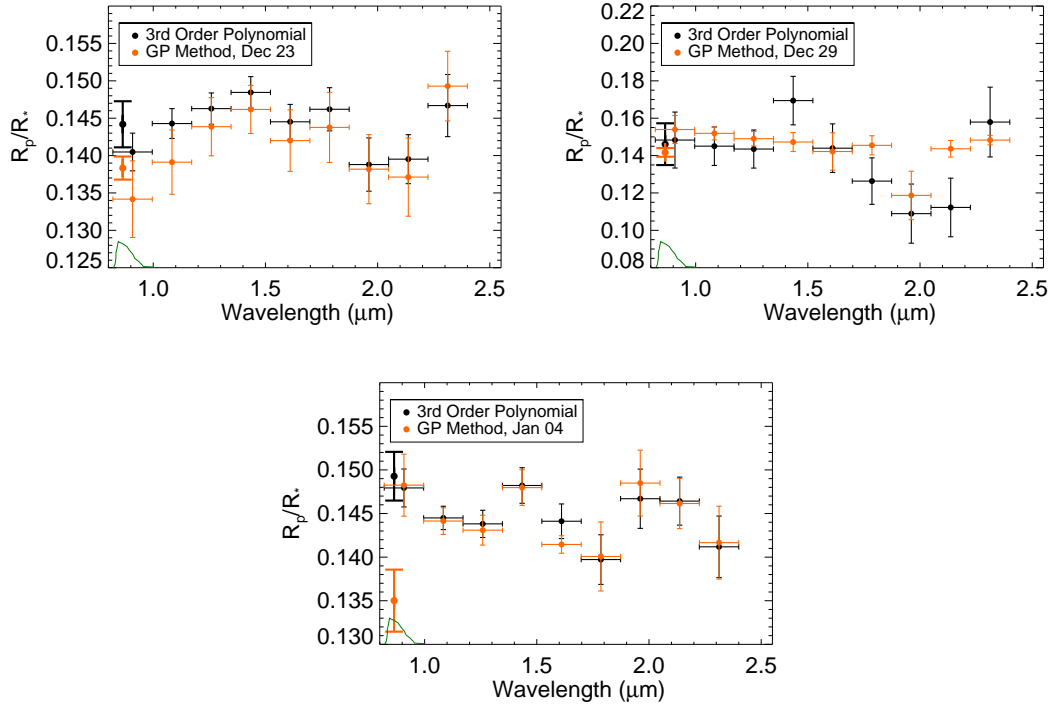 3rd Order Polynomial
GP Method, Dec 23
0.155
0.150
0.145
0.140
0.135
0.130
0.125
Rp/R*
1.0
1.5
2.0
2.5
Wavelength (μm)
3rd Order Polynomial
GP Method, Dec 29
0.22
0.20
0.18
0.16
0.14
0.12
0.10
0.08
Rp/R*
1.0
1.5
2.0
2.5
Wavelength (μm)
3rd Order Polynomial
GP Method, Jan 04
0.155
0.150
0.145
0.140
0.135
0.130
Rp/R*
1.0
1.5
2.0
2.5
Wavelength (μm)